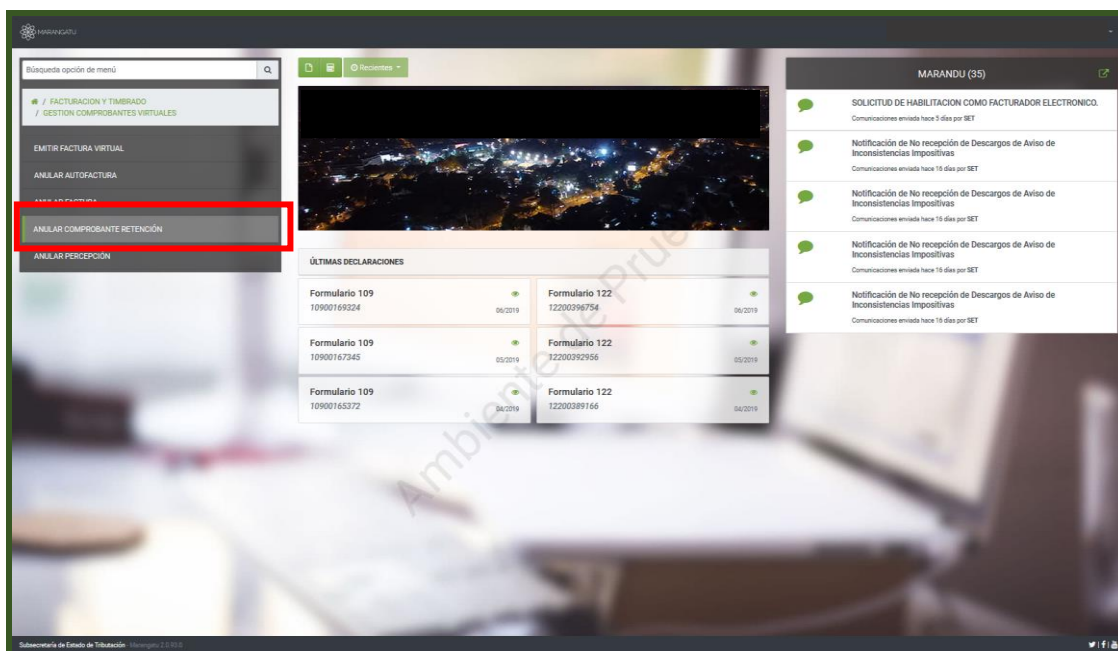 MARANGATU
Búsqueda opción de menú
/ FACTURACION Y TIMBRADO
/ GESTION COMPROBANTES VIRTUALES
EMITIR FACTURA VIRTUAL
ANULAR AUTOFACTURA
ANULAR FACTURA
ANULAR COMPROBANTE RETENCIÓN
ANULAR PERCEPCIÓN
Recientes
ÚLTIMAS DECLARACIONES
Formulario 109
10900169324
06/2019
Formulario 122
12200396754
06/2019
Formulario 109
10900167345
05/2019
Formulario 122
12200392956
05/2019
Formulario 109
10900165372
04/2019
Formulario 122
12200389166
04/2019
MARANDU (35)
SOLICITUD DE HABILITACION COMO FACTURADOR ELECTRONICO.
Comunicaciones enviada hace 5 días por SET
Notificación de No recepción de Descargos de Aviso de
Inconsistencias Impositivas
Comunicaciones enviada hace 16 días por SET
Notificación de No recepción de Descargos de Aviso de
Inconsistencias Impositivas
Comunicaciones enviada hace 16 días por SET
Notificación de No recepción de Descargos de Aviso de
Inconsistencias Impositivas
Comunicaciones enviada hace 16 días por SET
Notificación de No recepción de Descargos de Aviso de
Inconsistencias Impositivas
Comunicaciones enviada hace 16 días por SET
Ambiente de
Subsecretaría de Estado de Tributación - Marangatu